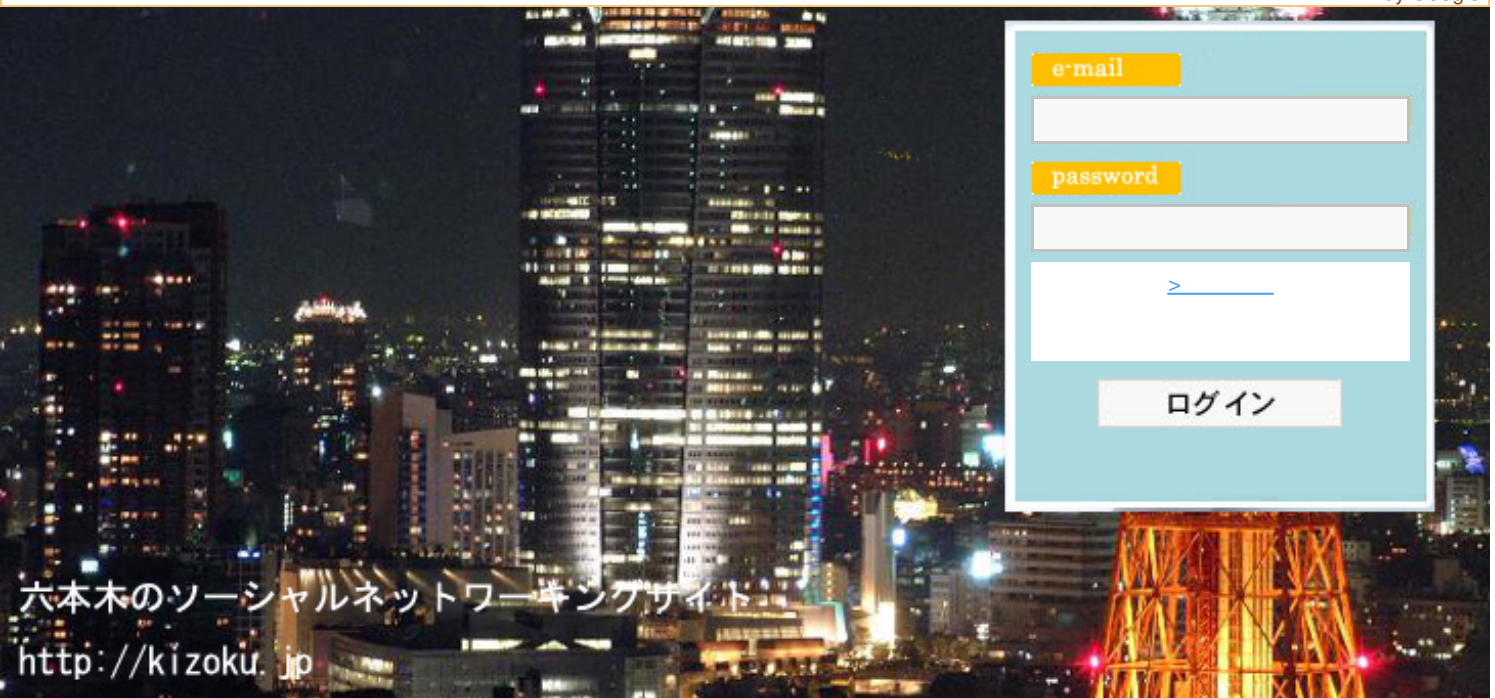 e-mail
password
>
ログイン
六本木のソーシャルネットワーキングサイト
http://kizoku.jp